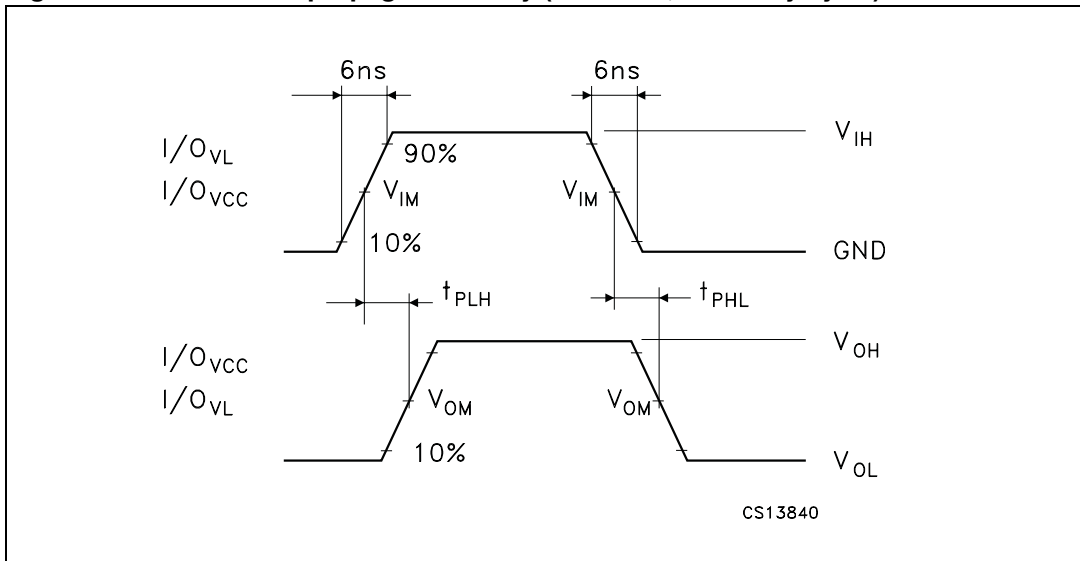 6ns 6ns
I/O_VL 90% V_IH
I/O_VCC V_IM V_IM
10% GND
t_PLH t_PHL
I/O_VCC V_OH
I/O_VL V_OM V_OM
10% V_OL
CS13840